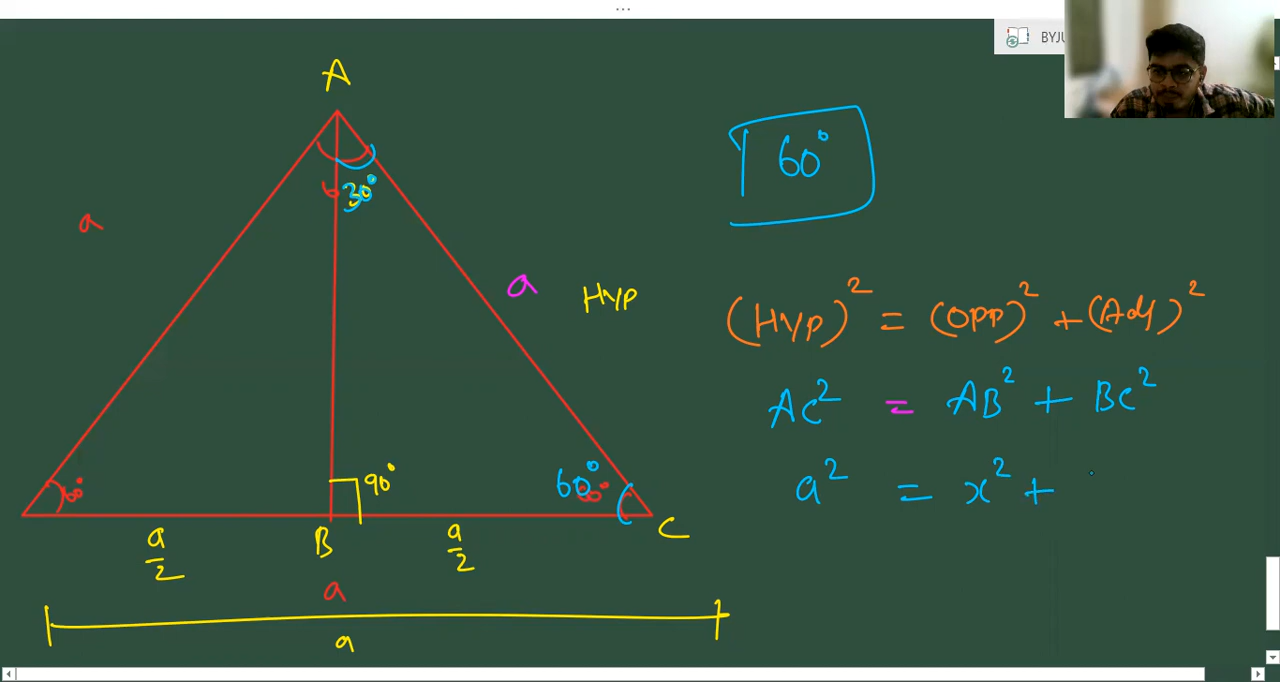 BYJU
A
60°
30°
a
a
Hyp
(Hyp)² = (OPP)² + (Adj)²
AC² = AB² + BC²
a² = x² +
60°
90°
60°
a/2
B
a/2
C
a
a